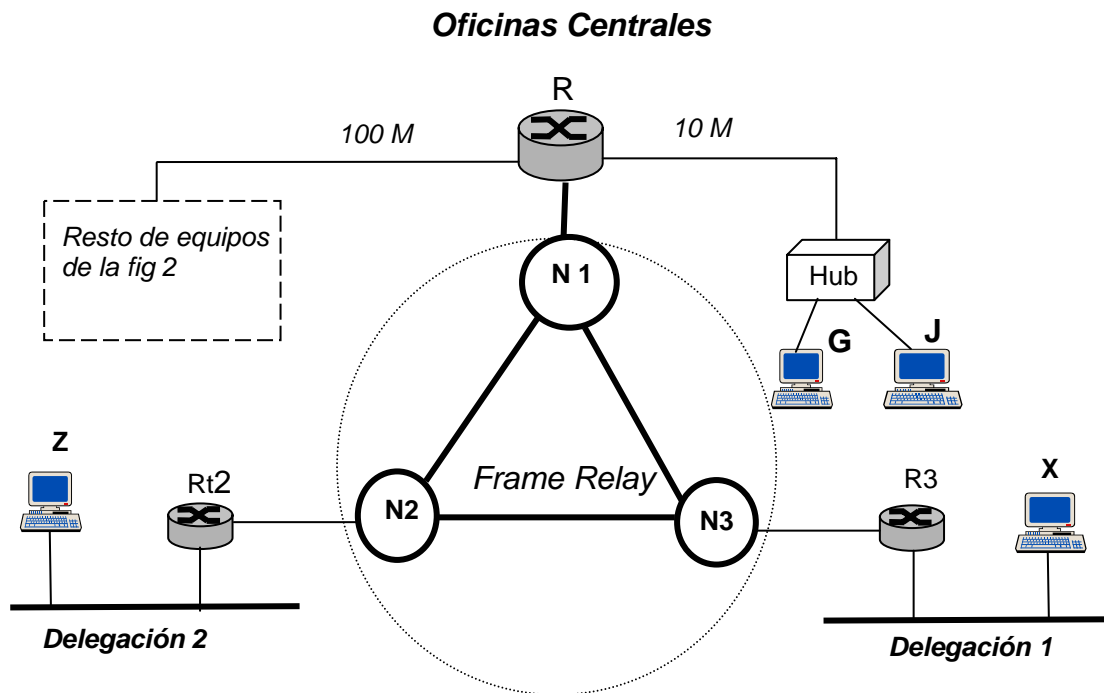 Oficinas Centrales
R
100 M
10 M
Resto de equipos
de la fig 2
N 1
Hub
G
J
Z
Rt2
N2
Frame Relay
N3
R3
X
Delegación 2
Delegación 1